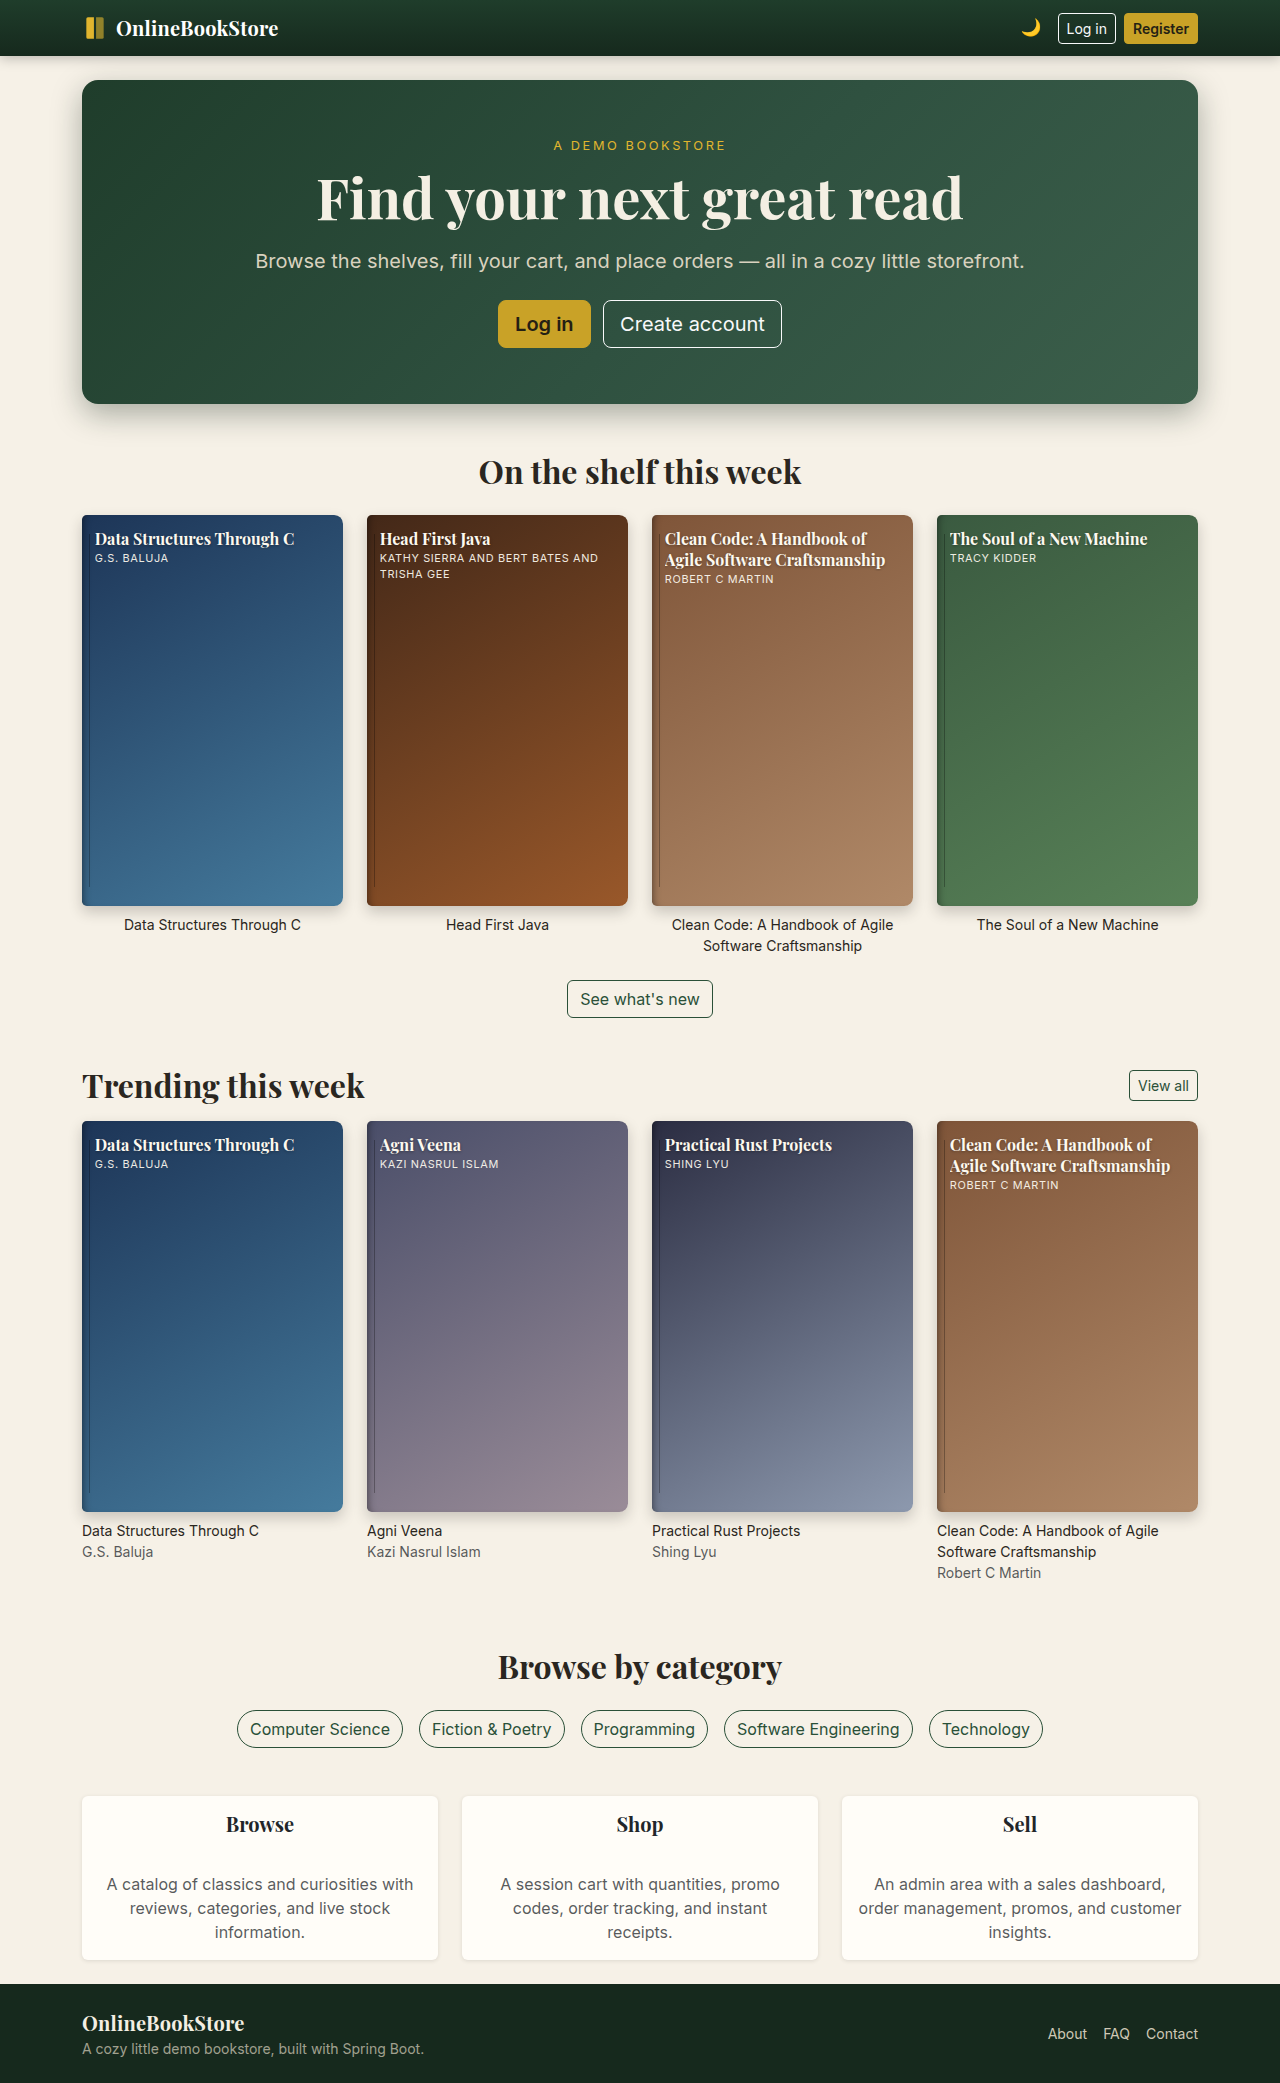 OnlineBookStore
Log in
Register
A DEMO BOOKSTORE
Find your next great read
Browse the shelves, fill your cart, and place orders — all in a cozy little storefront.
Log in
Create account
On the shelf this week
Data Structures Through C
G.S. BALUJA
Head First Java
KATHY SIERRA AND BERT BATES AND
TRISHA GEE
Clean Code: A Handbook of
Agile Software Craftsmanship
ROBERT C MARTIN
The Soul of a New Machine
TRACY KIDDER
Data Structures Through C
Head First Java
Clean Code: A Handbook of Agile
Software Craftsmanship
The Soul of a New Machine
See what's new
Trending this week
View all
Data Structures Through C
G.S. BALUJA
Agni Veena
KAZI NASRUL ISLAM
Practical Rust Projects
SHING LYU
Clean Code: A Handbook of
Agile Software Craftsmanship
ROBERT C MARTIN
Data Structures Through C
G.S. Baluja
Agni Veena
Kazi Nasrul Islam
Practical Rust Projects
Shing Lyu
Clean Code: A Handbook of Agile
Software Craftsmanship
Robert C Martin
Browse by category
Computer Science
Fiction & Poetry
Programming
Software Engineering
Technology
Browse
A catalog of classics and curiosities with
reviews, categories, and live stock
information.
Shop
A session cart with quantities, promo
codes, order tracking, and instant
receipts.
Sell
An admin area with a sales dashboard,
order management, promos, and customer
insights.
OnlineBookStore
A cozy little demo bookstore, built with Spring Boot.
About
FAQ
Contact